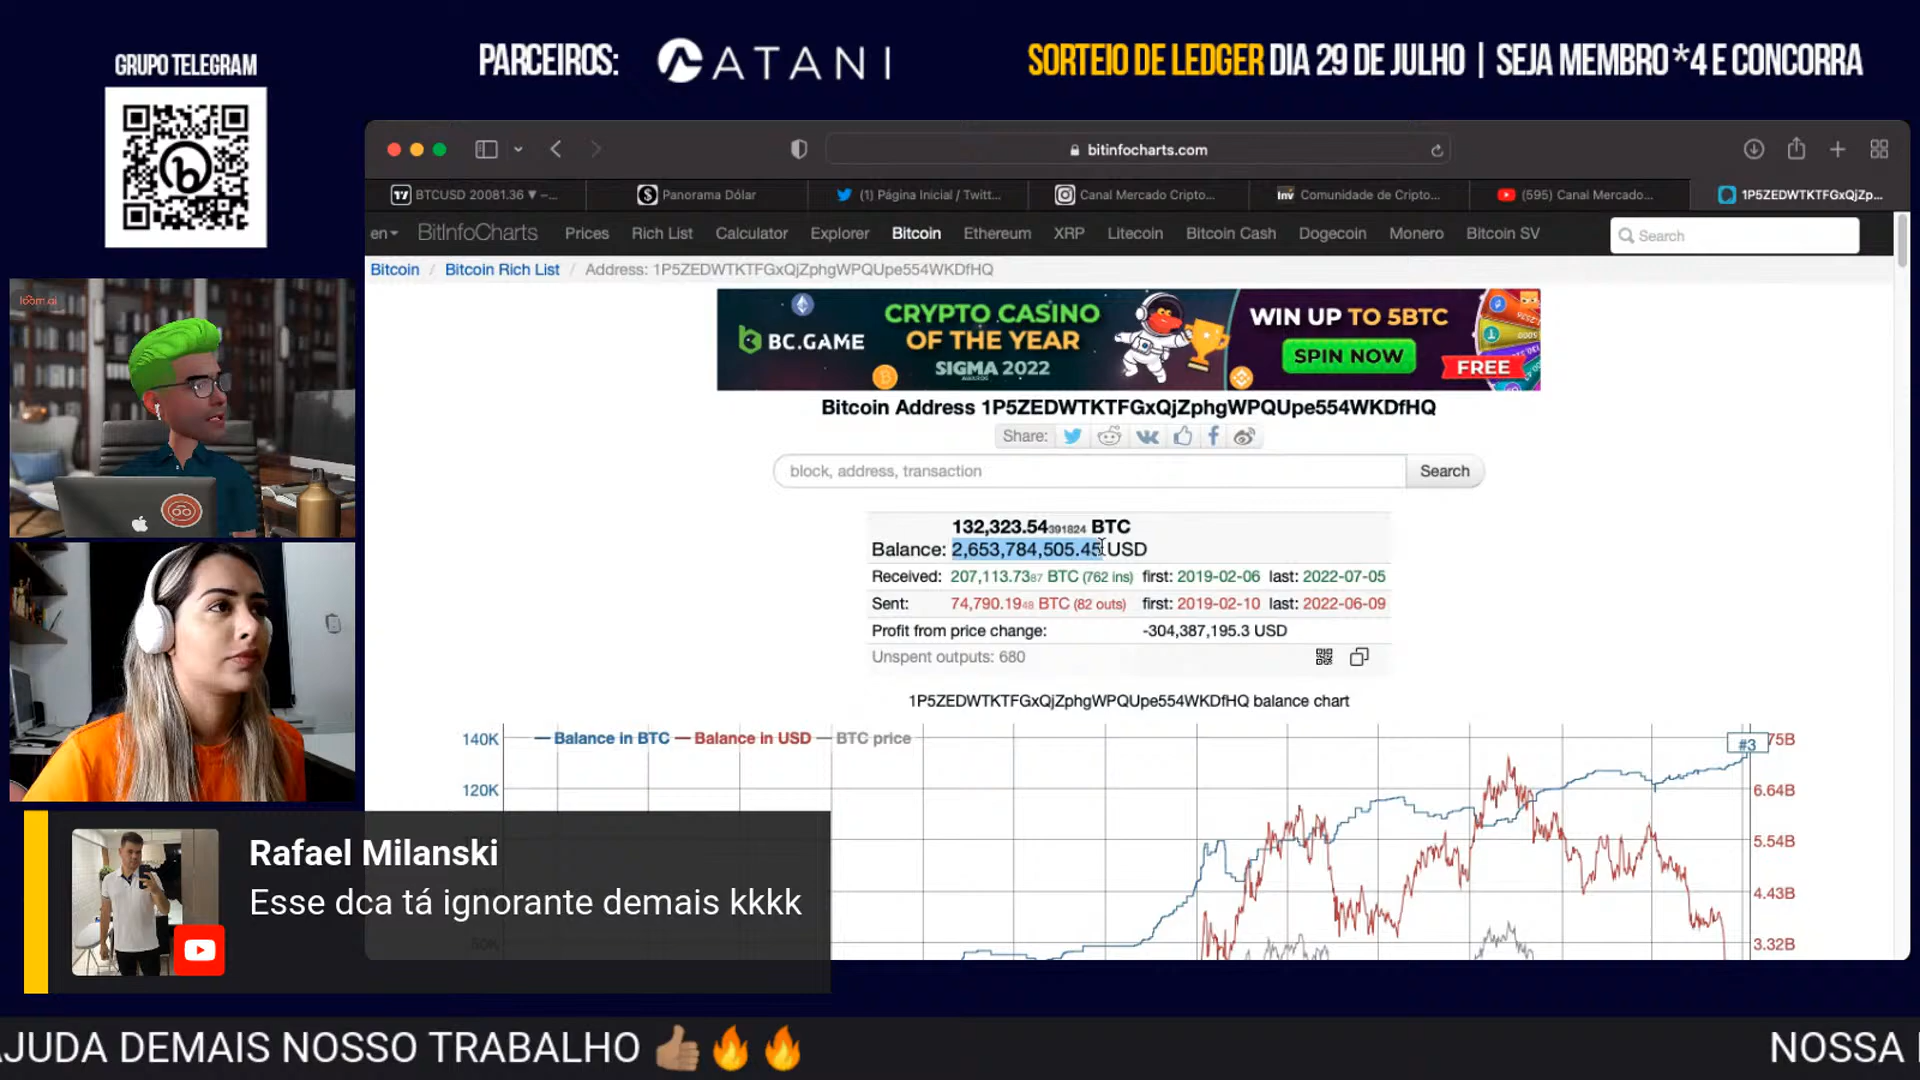 GRUPO TELEGRAM
PARCEIROS:
ATANI
SORTEIO DE LEDGER DIA 29 DE JULHO | SEJA MEMBRO *4 E CONCORRA
bitinfocharts.com
BTCUSD 20081.36 ▼ –...
Panorama Dólar
(1) Página Inicial / Twitt...
Canal Mercado Cripto...
Inv Comunidade de Cripto...
(595) Canal Mercado...
1P5ZEDWTKTFGxQjZp...
en
BitInfoCharts
Prices
Rich List
Calculator
Explorer
Bitcoin
Ethereum
XRP
Litecoin
Bitcoin Cash
Dogecoin
Monero
Bitcoin SV
Search
Bitcoin / Bitcoin Rich List / Address: 1P5ZEDWTKTFGxQjZphgWPQUpe554WKDfHQ
BC.GAME
CRYPTO CASINO
OF THE YEAR
SIGMA 2022
AWARDS
WIN UP TO 5BTC
SPIN NOW
FREE
Bitcoin Address 1P5ZEDWTKTFGxQjZphgWPQUpe554WKDfHQ
Share:
block, address, transaction
Search
132,323.54391824 BTC
Balance: 2,653,784,505.45 USD
Received: 207,113.7387 BTC (762 ins) first: 2019-02-06 last: 2022-07-05
Sent: 74,790.1948 BTC (82 outs) first: 2019-02-10 last: 2022-06-09
Profit from price change: -304,387,195.3 USD
Unspent outputs: 680
1P5ZEDWTKTFGxQjZphgWPQUpe554WKDfHQ balance chart
Balance in BTC
Balance in USD
BTC price
140K
120K
#3
75B
6.64B
5.54B
4.43B
3.32B
loom.ai
Rafael Milanski
Esse dca tá ignorante demais kkkk
AJUDA DEMAIS NOSSO TRABALHO 👍🏽🔥🔥
NOSSA